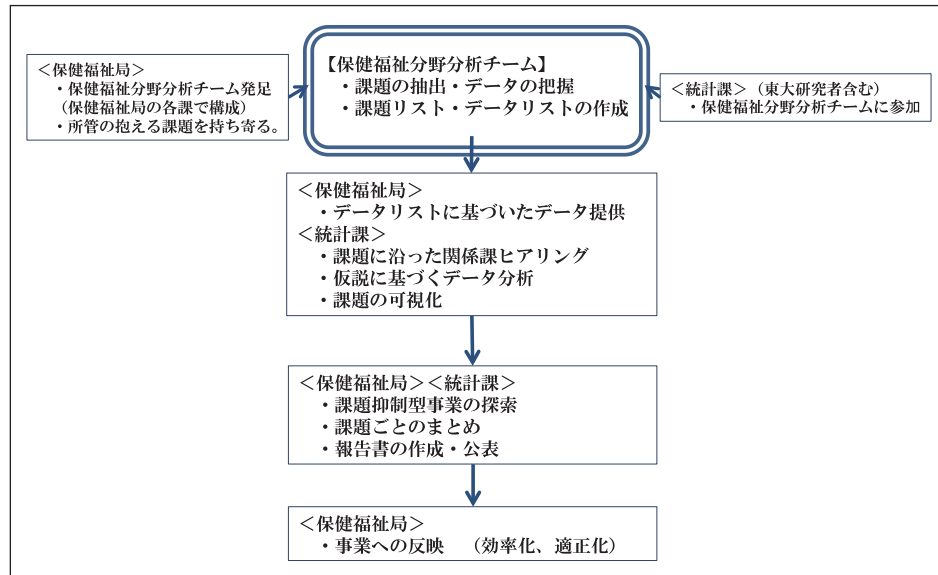 ＜保健福祉局＞
・保健福祉分野分析チーム発足
（保健福祉局の各課で構成）
・所管の抱える課題を持ち寄る。
【保健福祉分野分析チーム】
・課題の抽出・データの把握
・課題リスト・データリストの作成
＜統計課＞（東大研究者含む）
・保健福祉分野分析チームに参加
＜保健福祉局＞
・データリストに基づいたデータ提供
＜統計課＞
・課題に沿った関係課ヒアリング
・仮説に基づくデータ分析
・課題の可視化
＜保健福祉局＞＜統計課＞
・課題抑制型事業の探索
・課題ごとのまとめ
・報告書の作成・公表
＜保健福祉局＞
・事業への反映　（効率化、適正化）